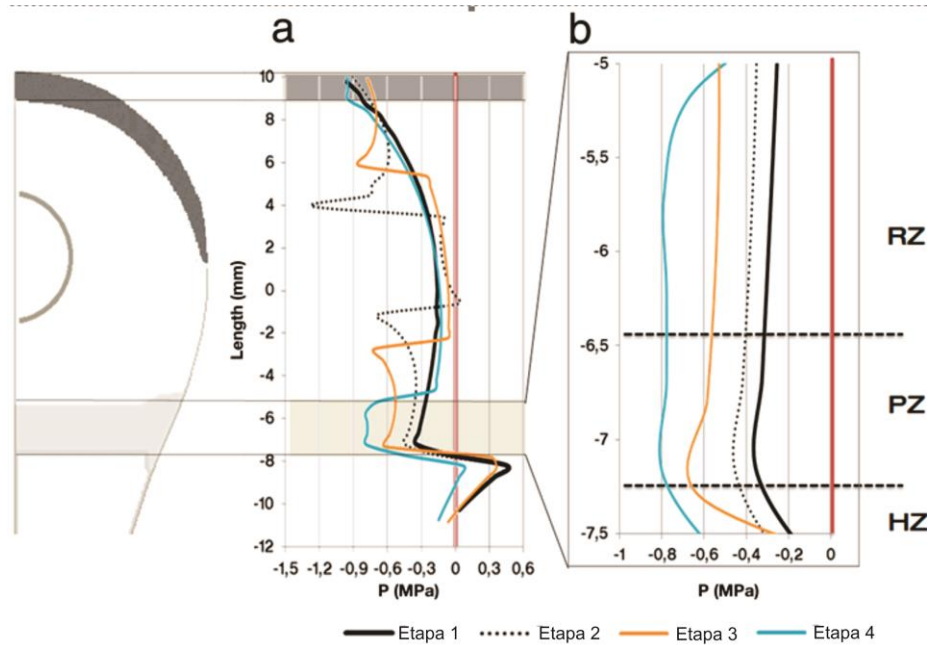 a
b
10
8
6
4
2
0
-2
-4
-6
-8
-10
-12
Length (mm)
-1,5 -1,2 -0,9 -0,6 -0,3 0 0,3 0,6
P (MPa)
-5
-5,5
-6
-6,5
-7
-7,5
-1 -0,8 -0,6 -0,4 -0,2 0
P (MPa)
RZ
PZ
HZ
Etapa 1 Etapa 2 Etapa 3 Etapa 4